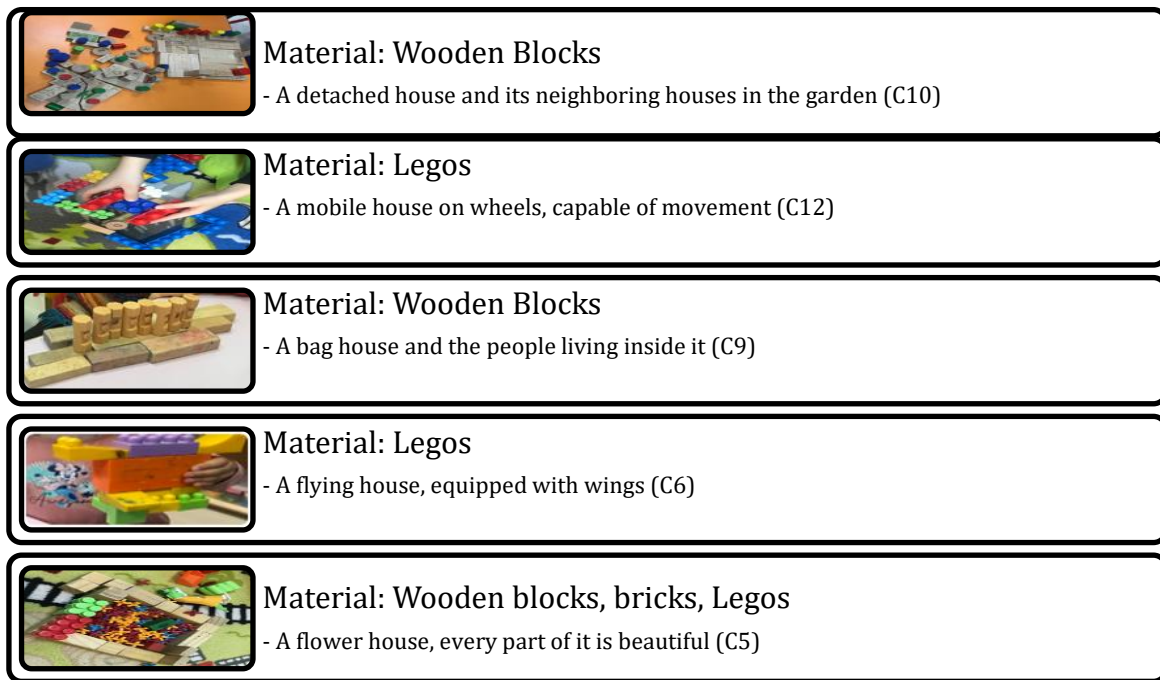 Material: Wooden Blocks
- A detached house and its neighboring houses in the garden (C10)
Material: Legos
- A mobile house on wheels, capable of movement (C12)
Material: Wooden Blocks
- A bag house and the people living inside it (C9)
Material: Legos
- A flying house, equipped with wings (C6)
Material: Wooden blocks, bricks, Legos
- A flower house, every part of it is beautiful (C5)